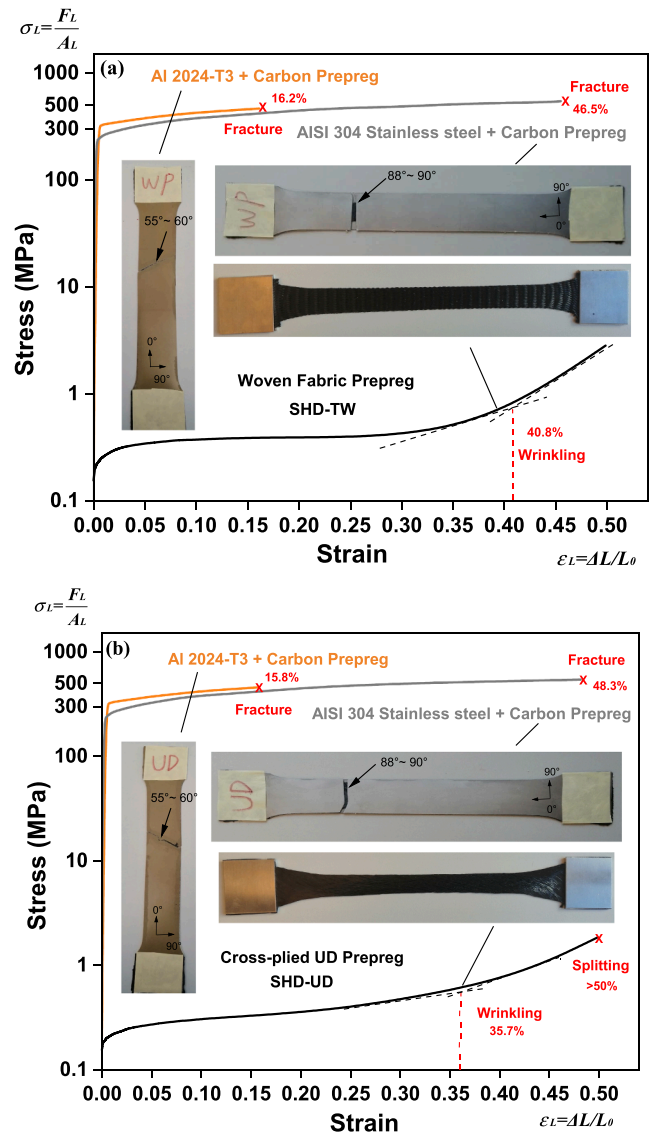 σL=FL/AL
(a)
Al 2024-T3 + Carbon Prepreg
Fracture
16.2%
46.5%
Fracture
AISI 304 Stainless steel + Carbon Prepreg
1000
500
300
100
10
1
0.1
Stress (MPa)
WP
55°~ 60°
0°
90°
WP
88°~ 90°
90°
0°
Woven Fabric Prepreg
SHD-TW
40.8%
Wrinkling
0.00 0.05 0.10 0.15 0.20 0.25 0.30 0.35 0.40 0.45 0.50
Strain
εL=ΔL/L0
σL=FL/AL
(b)
Al 2024-T3 + Carbon Prepreg
Fracture
15.8%
48.3%
Fracture
AISI 304 Stainless steel + Carbon Prepreg
1000
500
300
100
10
1
0.1
Stress (MPa)
UD
55°~ 60°
0°
90°
UD
88°~ 90°
90°
0°
Cross-plied UD Prepreg
SHD-UD
Splitting
>50%
Wrinkling
35.7%
0.00 0.05 0.10 0.15 0.20 0.25 0.30 0.35 0.40 0.45 0.50
Strain
εL=ΔL/L0